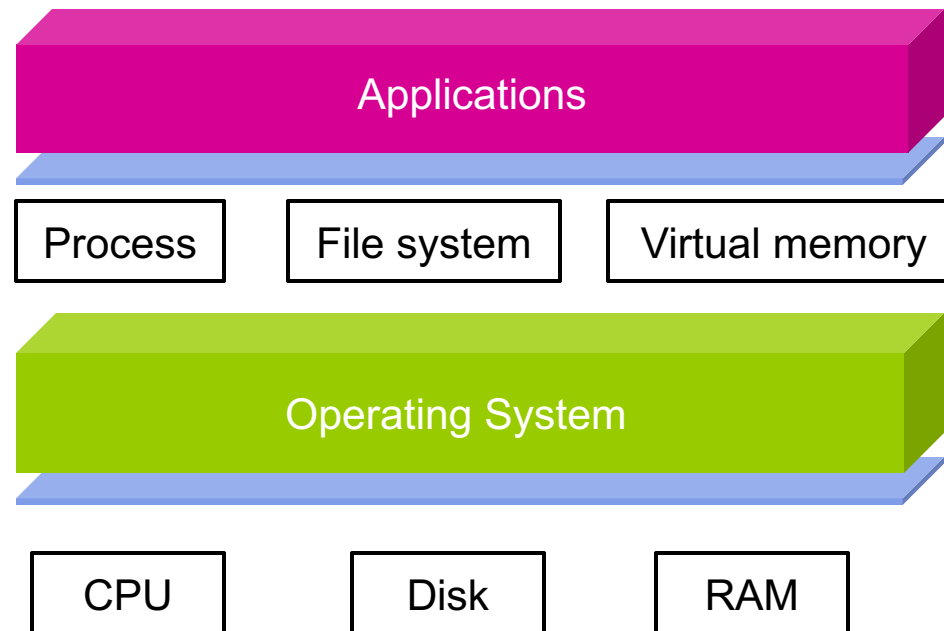 Applications
Process File system Virtual memory
Operating System
CPU Disk RAM